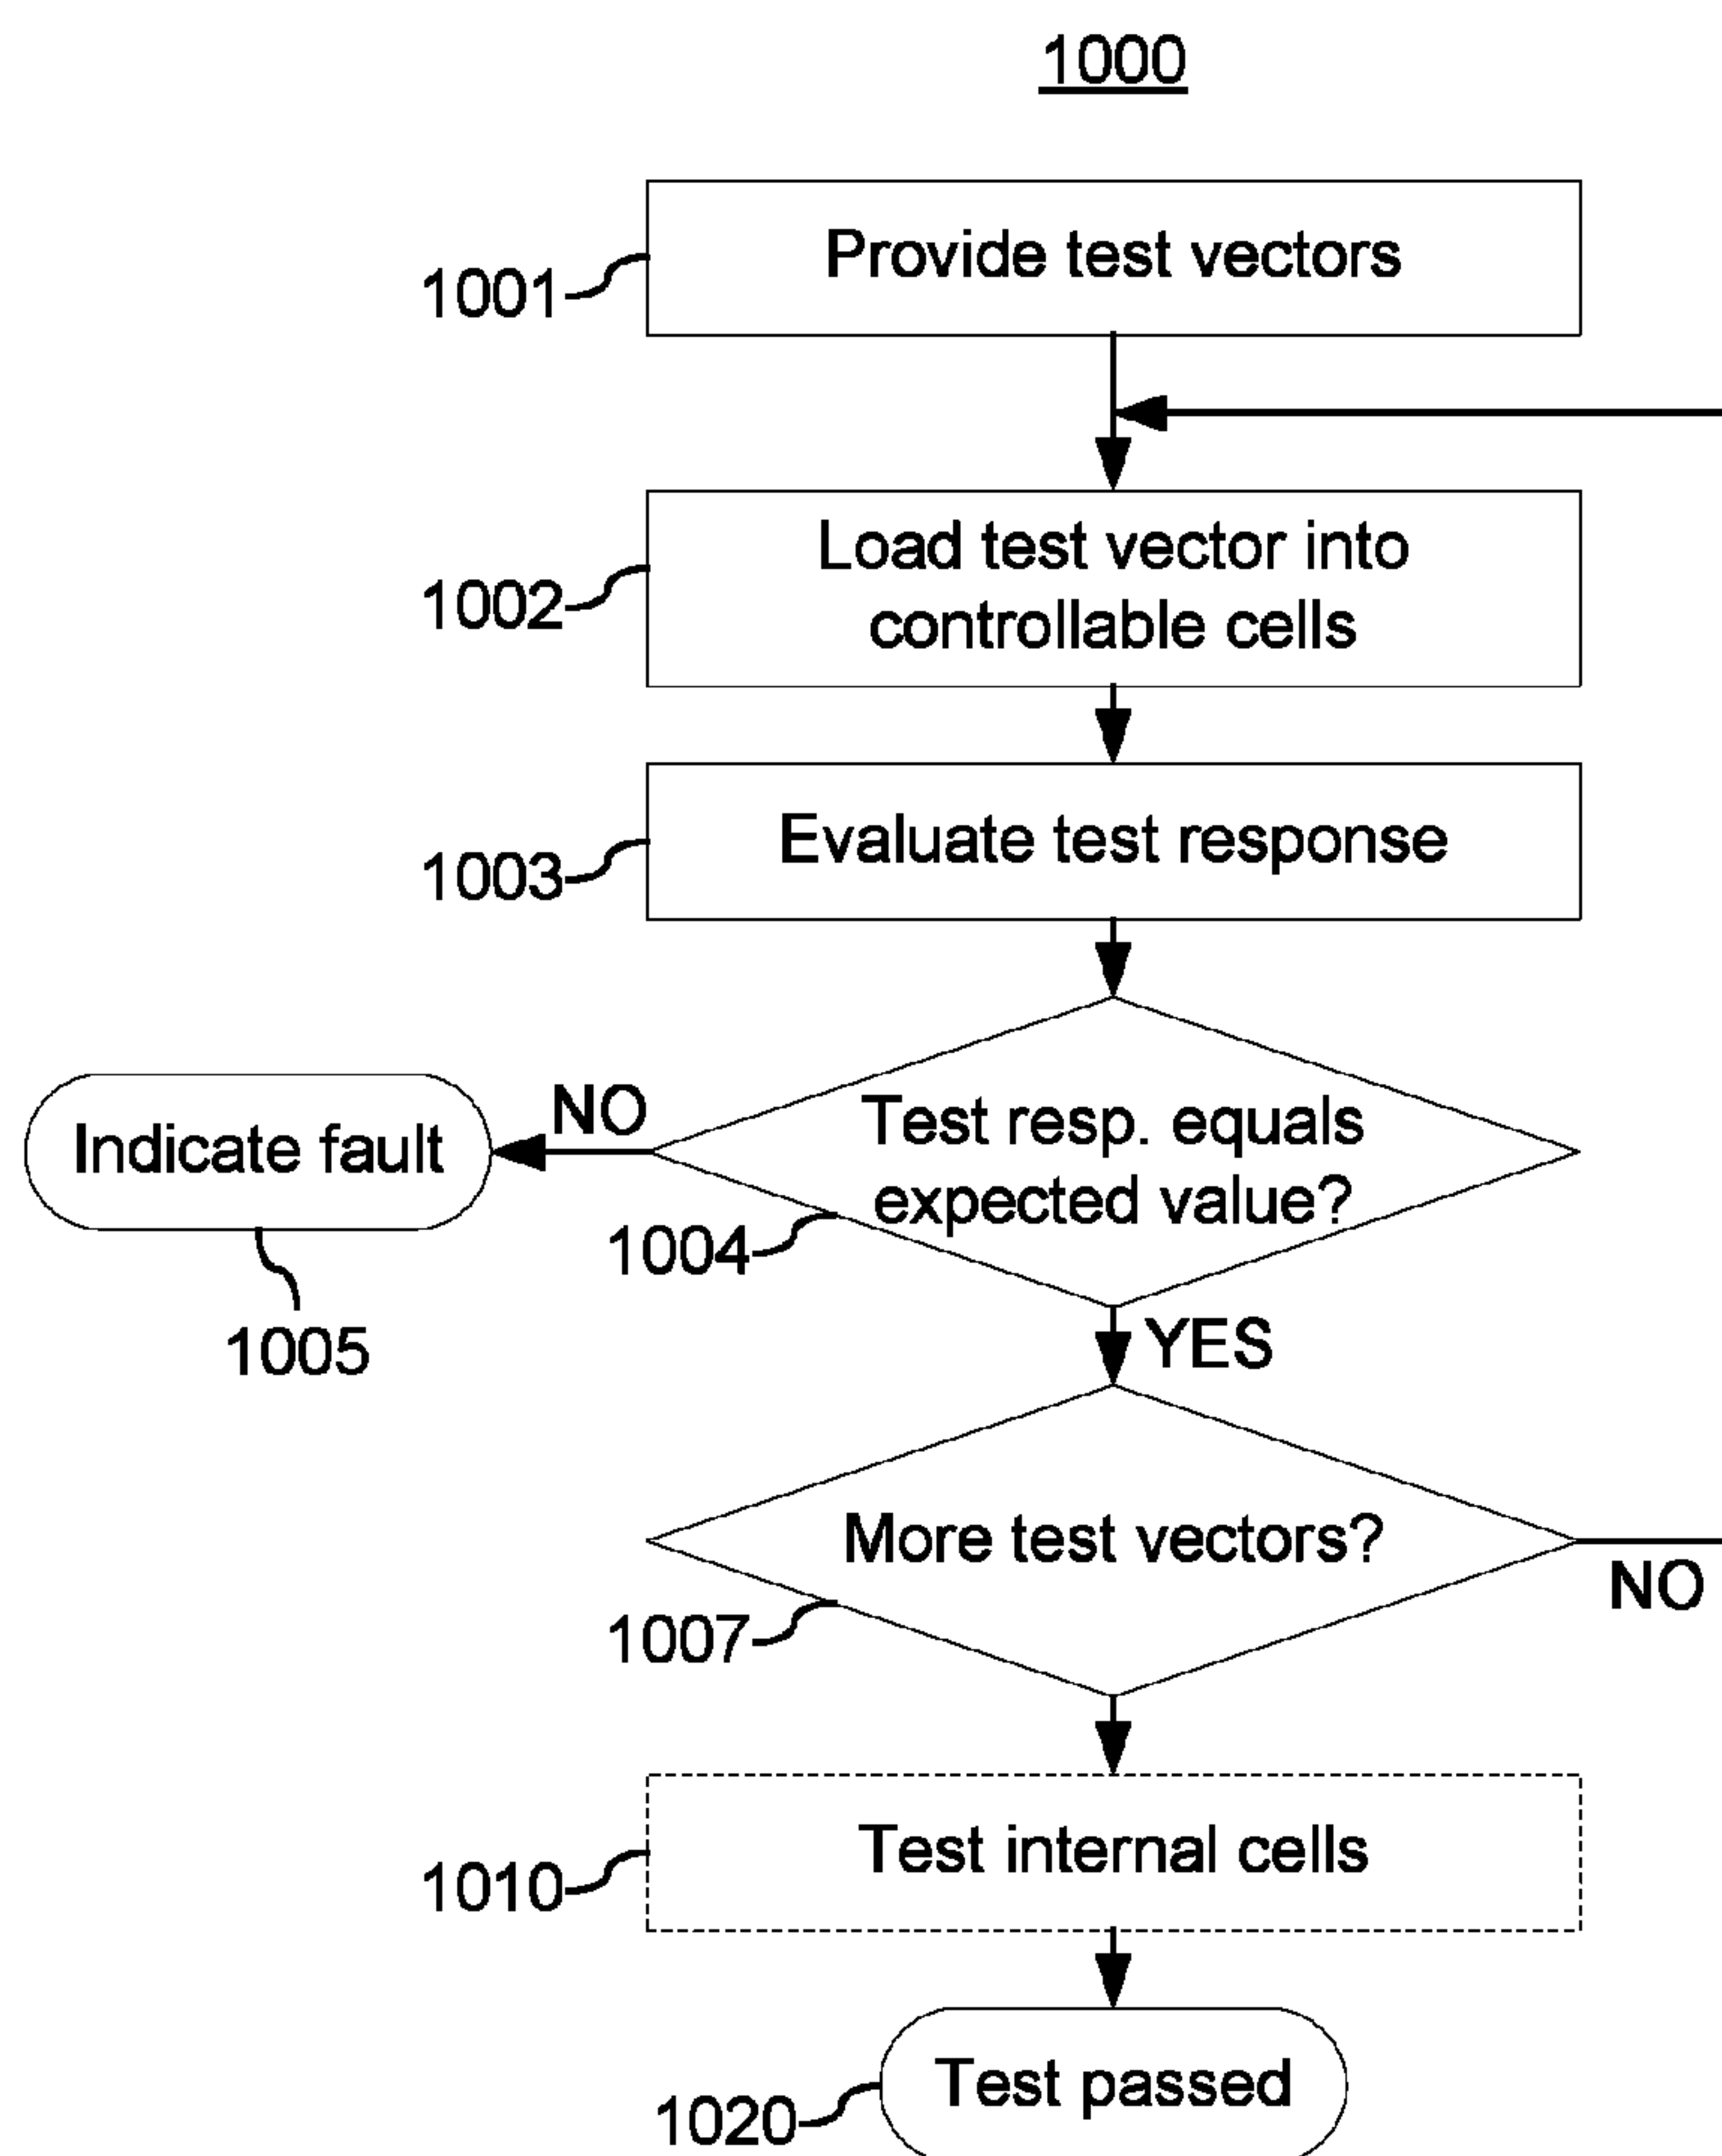 1000
Provide test vectors
1001
Load test vector into
controllable cells
1002
Evaluate test response
1003
Test resp. equals
expected value?
1004
NO
Indicate fault
1005
YES
More test vectors?
1007
NO
Test internal cells
1010
Test passed
1020